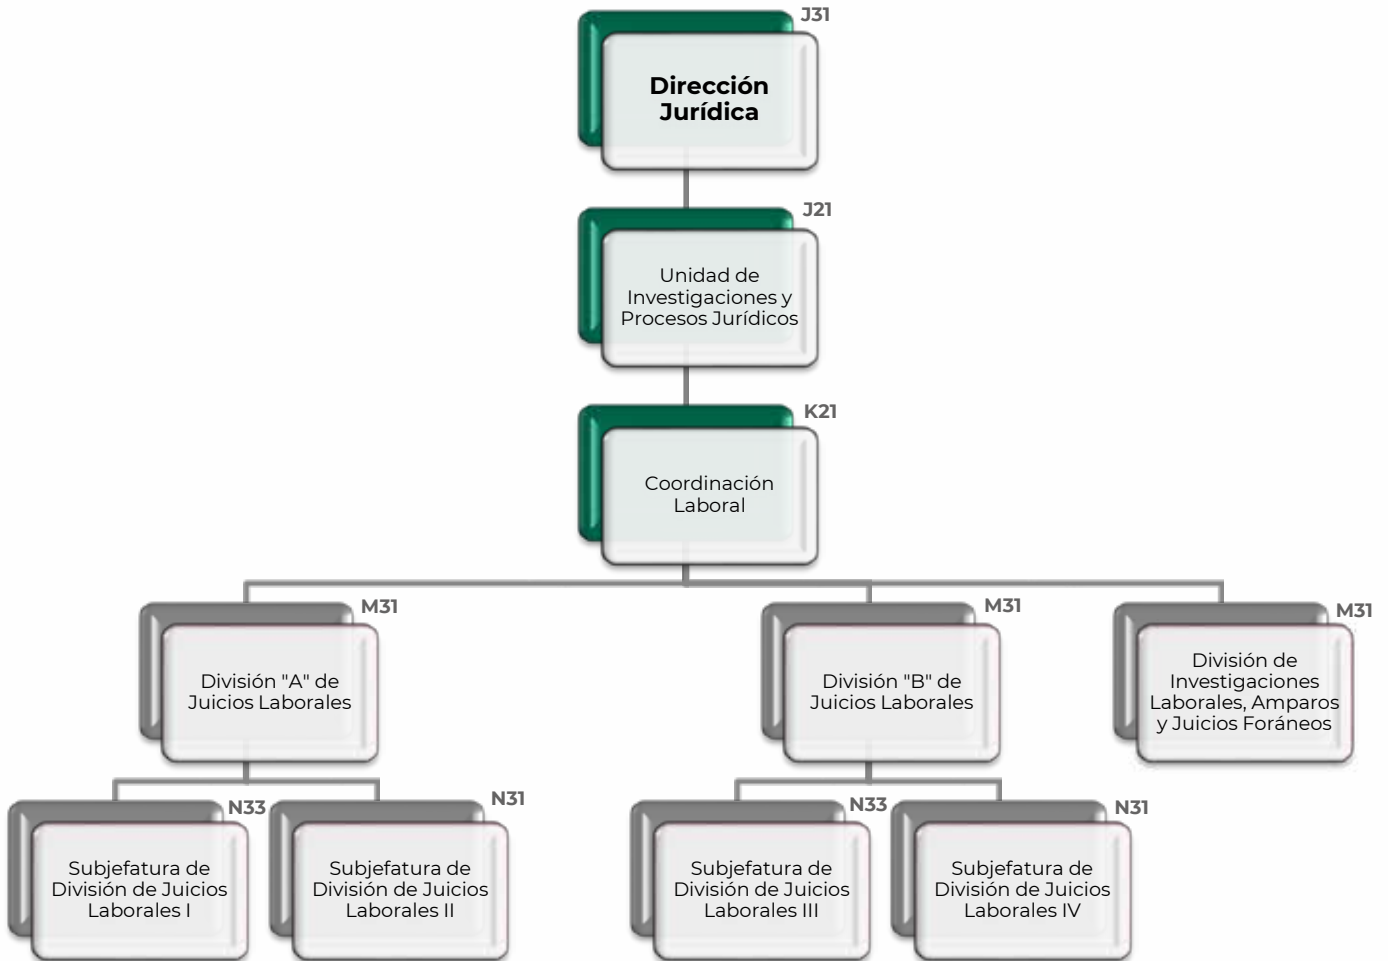 J31
Dirección
Jurídica
J21
Unidad de
Investigaciones y
Procesos Jurídicos
K21
Coordinación
Laboral
M31
División "A" de
Juicios Laborales
M31
División "B" de
Juicios Laborales
M31
División de
Investigaciones
Laborales, Amparos
y Juicios Foráneos
N33
Subjefatura de
División de Juicios
Laborales I
N31
Subjefatura de
División de Juicios
Laborales II
N33
Subjefatura de
División de Juicios
Laborales III
N31
Subjefatura de
División de Juicios
Laborales IV